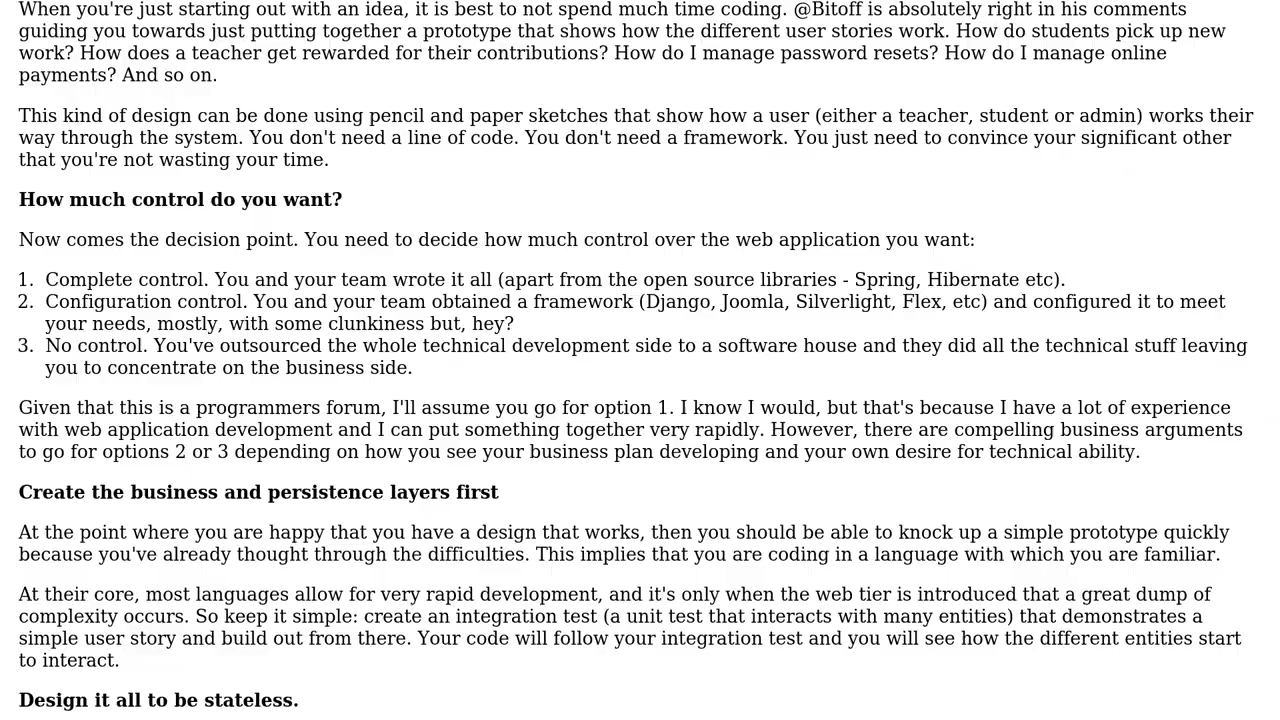 When you're just starting out with an idea, it is best to not spend much time coding. @Bitoff is absolutely right in his comments
guiding you towards just putting together a prototype that shows how the different user stories work. How do students pick up new
work? How does a teacher get rewarded for their contributions? How do I manage password resets? How do I manage online
payments? And so on.
This kind of design can be done using pencil and paper sketches that show how a user (either a teacher, student or admin) works their
way through the system. You don't need a line of code. You don't need a framework. You just need to convince your significant other
that you're not wasting your time.
How much control do you want?
Now comes the decision point. You need to decide how much control over the web application you want:
1. Complete control. You and your team wrote it all (apart from the open source libraries - Spring, Hibernate etc).
2. Configuration control. You and your team obtained a framework (Django, Joomla, Silverlight, Flex, etc) and configured it to meet
your needs, mostly, with some clunkiness but, hey?
3. No control. You've outsourced the whole technical development side to a software house and they did all the technical stuff leaving
you to concentrate on the business side.
Given that this is a programmers forum, I'll assume you go for option 1. I know I would, but that's because I have a lot of experience
with web application development and I can put something together very rapidly. However, there are compelling business arguments
to go for options 2 or 3 depending on how you see your business plan developing and your own desire for technical ability.
Create the business and persistence layers first
At the point where you are happy that you have a design that works, then you should be able to knock up a simple prototype quickly
because you've already thought through the difficulties. This implies that you are coding in a language with which you are familiar.
At their core, most languages allow for very rapid development, and it's only when the web tier is introduced that a great dump of
complexity occurs. So keep it simple: create an integration test (a unit test that interacts with many entities) that demonstrates a
simple user story and build out from there. Your code will follow your integration test and you will see how the different entities start
to interact.
Design it all to be stateless.